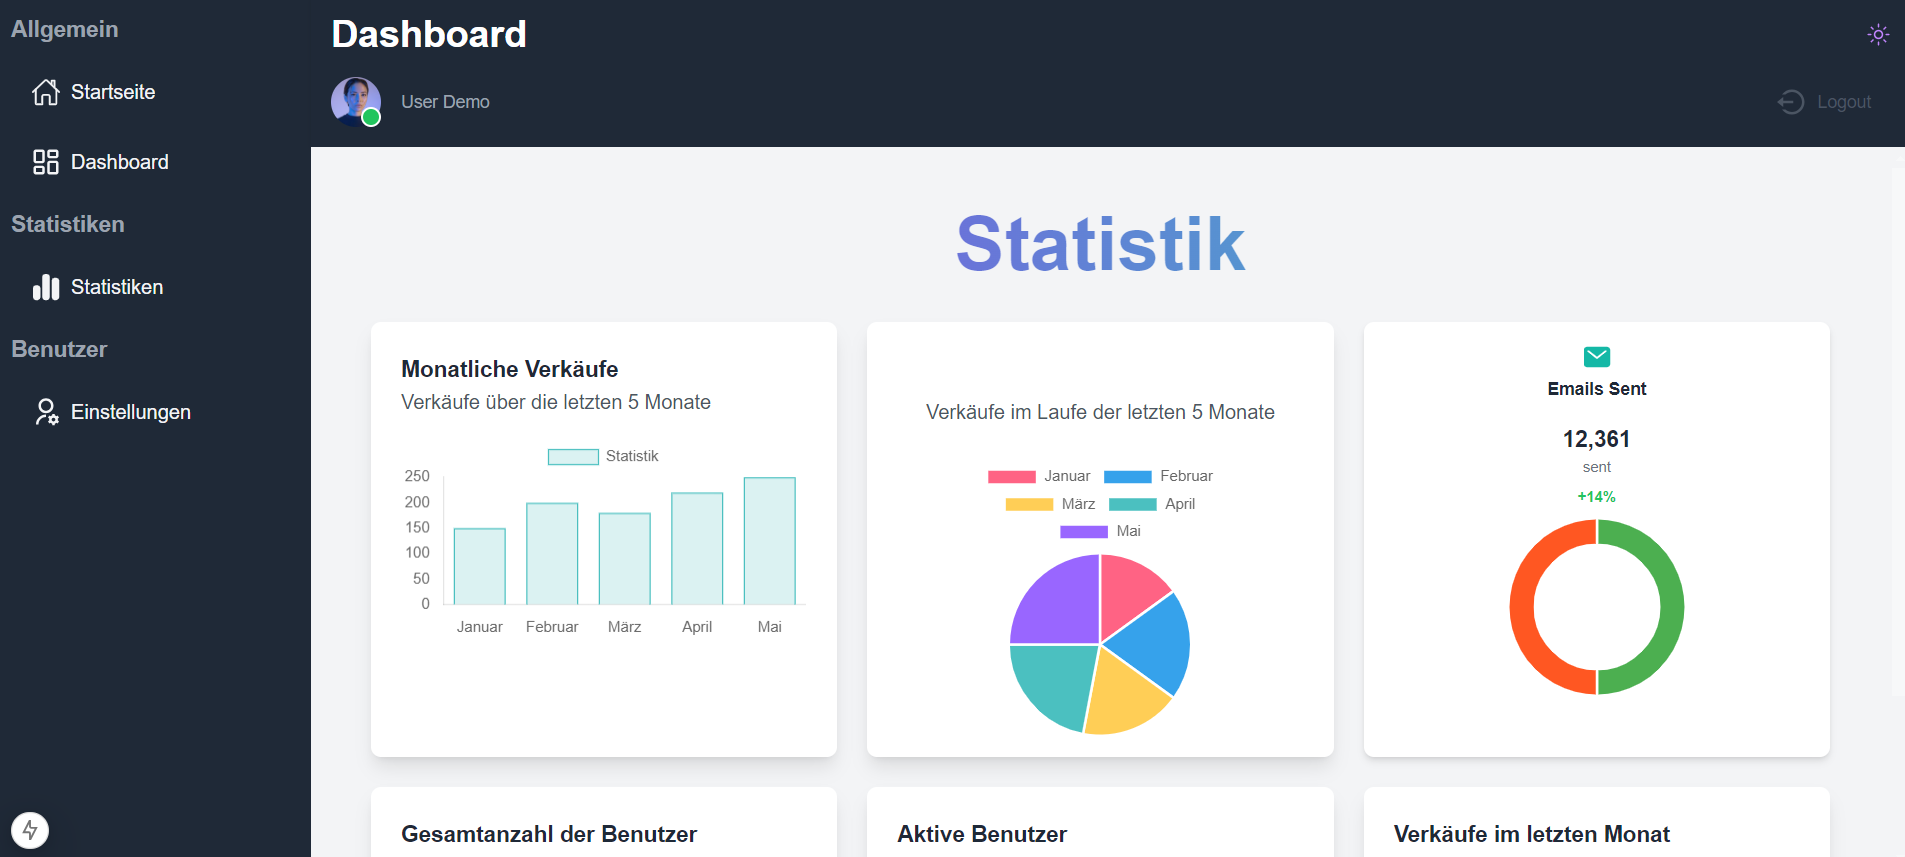 Allgemein
Startseite
Dashboard
Statistiken
Statistiken
Benutzer
Einstellungen
Dashboard
User Demo
Logout
Statistik
Monatliche Verkäufe
Verkäufe über die letzten 5 Monate
Statistik
250
200
150
100
50
0
Januar Februar März April Mai
Verkäufe im Laufe der letzten 5 Monate
Januar Februar
März April
Mai
Emails Sent
12,361
sent
+14%
Gesamtanzahl der Benutzer
Aktive Benutzer
Verkäufe im letzten Monat